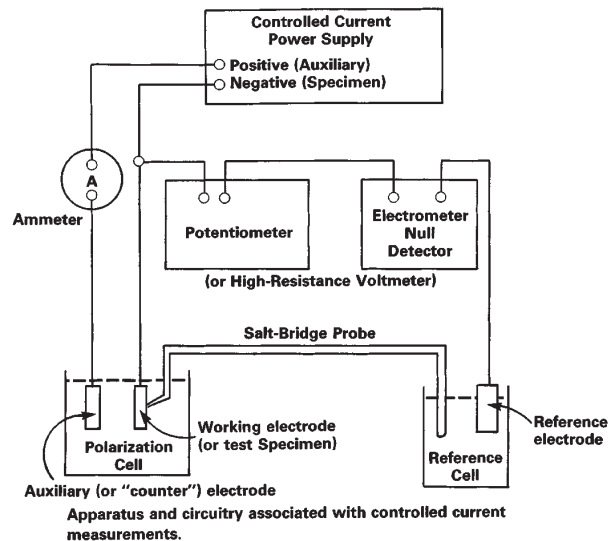 Controlled Current
Power Supply
Positive (Auxiliary)
Negative (Specimen)
A
Ammeter
Potentiometer
Electrometer
Null
Detector
(or High-Resistance Voltmeter)
Salt-Bridge Probe
Working electrode
(or test Specimen)
Polarization
Cell
Reference
electrode
Reference
Cell
Auxiliary (or "counter") electrode
Apparatus and circuitry associated with controlled current
measurements.